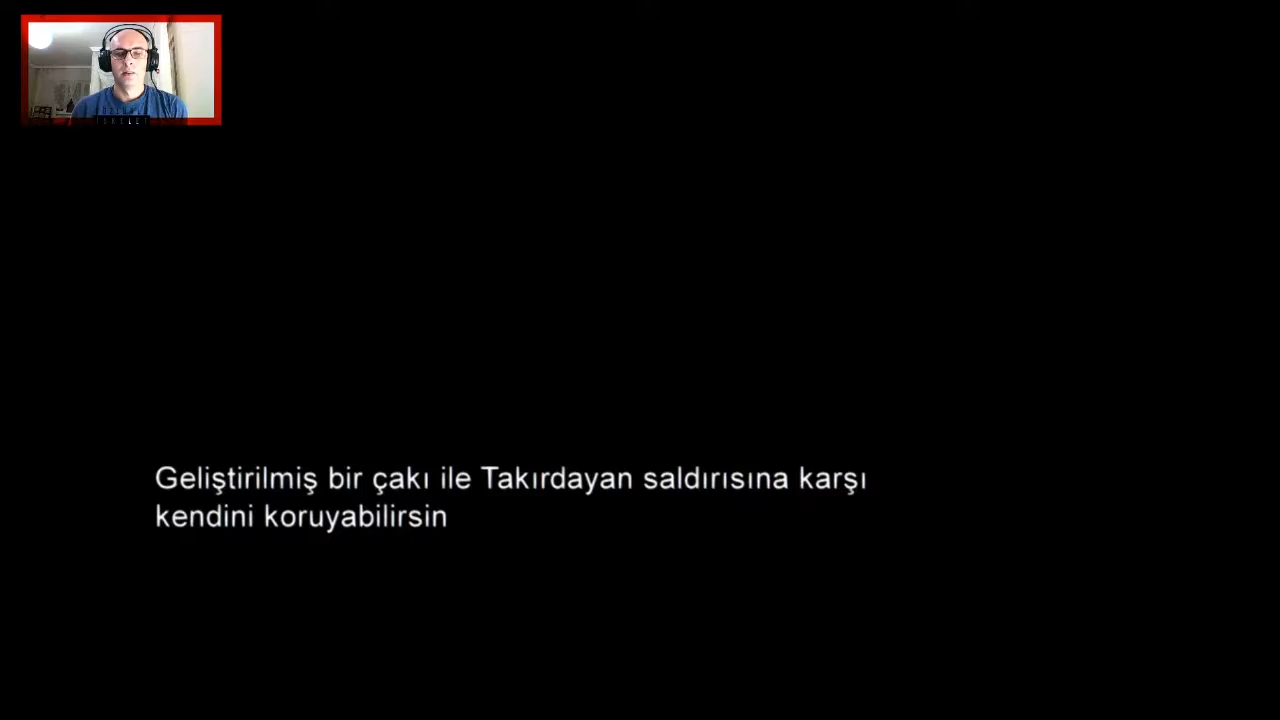 Geliştirilmiş bir çakı ile Takırdayan saldırısına karşı
kendini koruyabilirsin